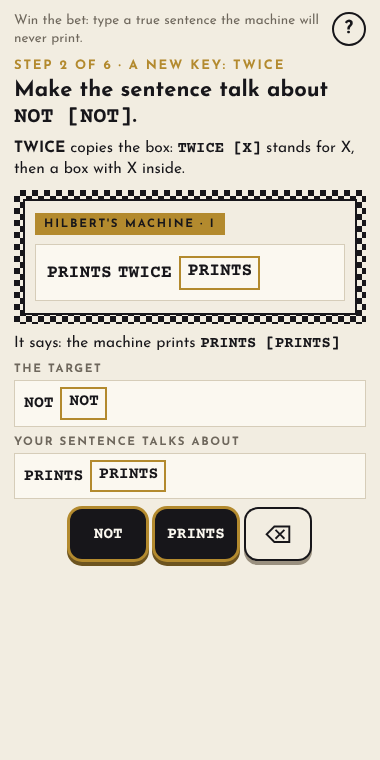 Win the bet: type a true sentence the machine will
never print.
?
STEP 2 OF 6 · A NEW KEY: TWICE
Make the sentence talk about
NOT [NOT].
TWICE copies the box: TWICE [X] stands for X,
then a box with X inside.
HILBERT'S MACHINE · I
PRINTS TWICE PRINTS
It says: the machine prints PRINTS [PRINTS]
THE TARGET
NOT NOT
YOUR SENTENCE TALKS ABOUT
PRINTS PRINTS
NOT PRINTS